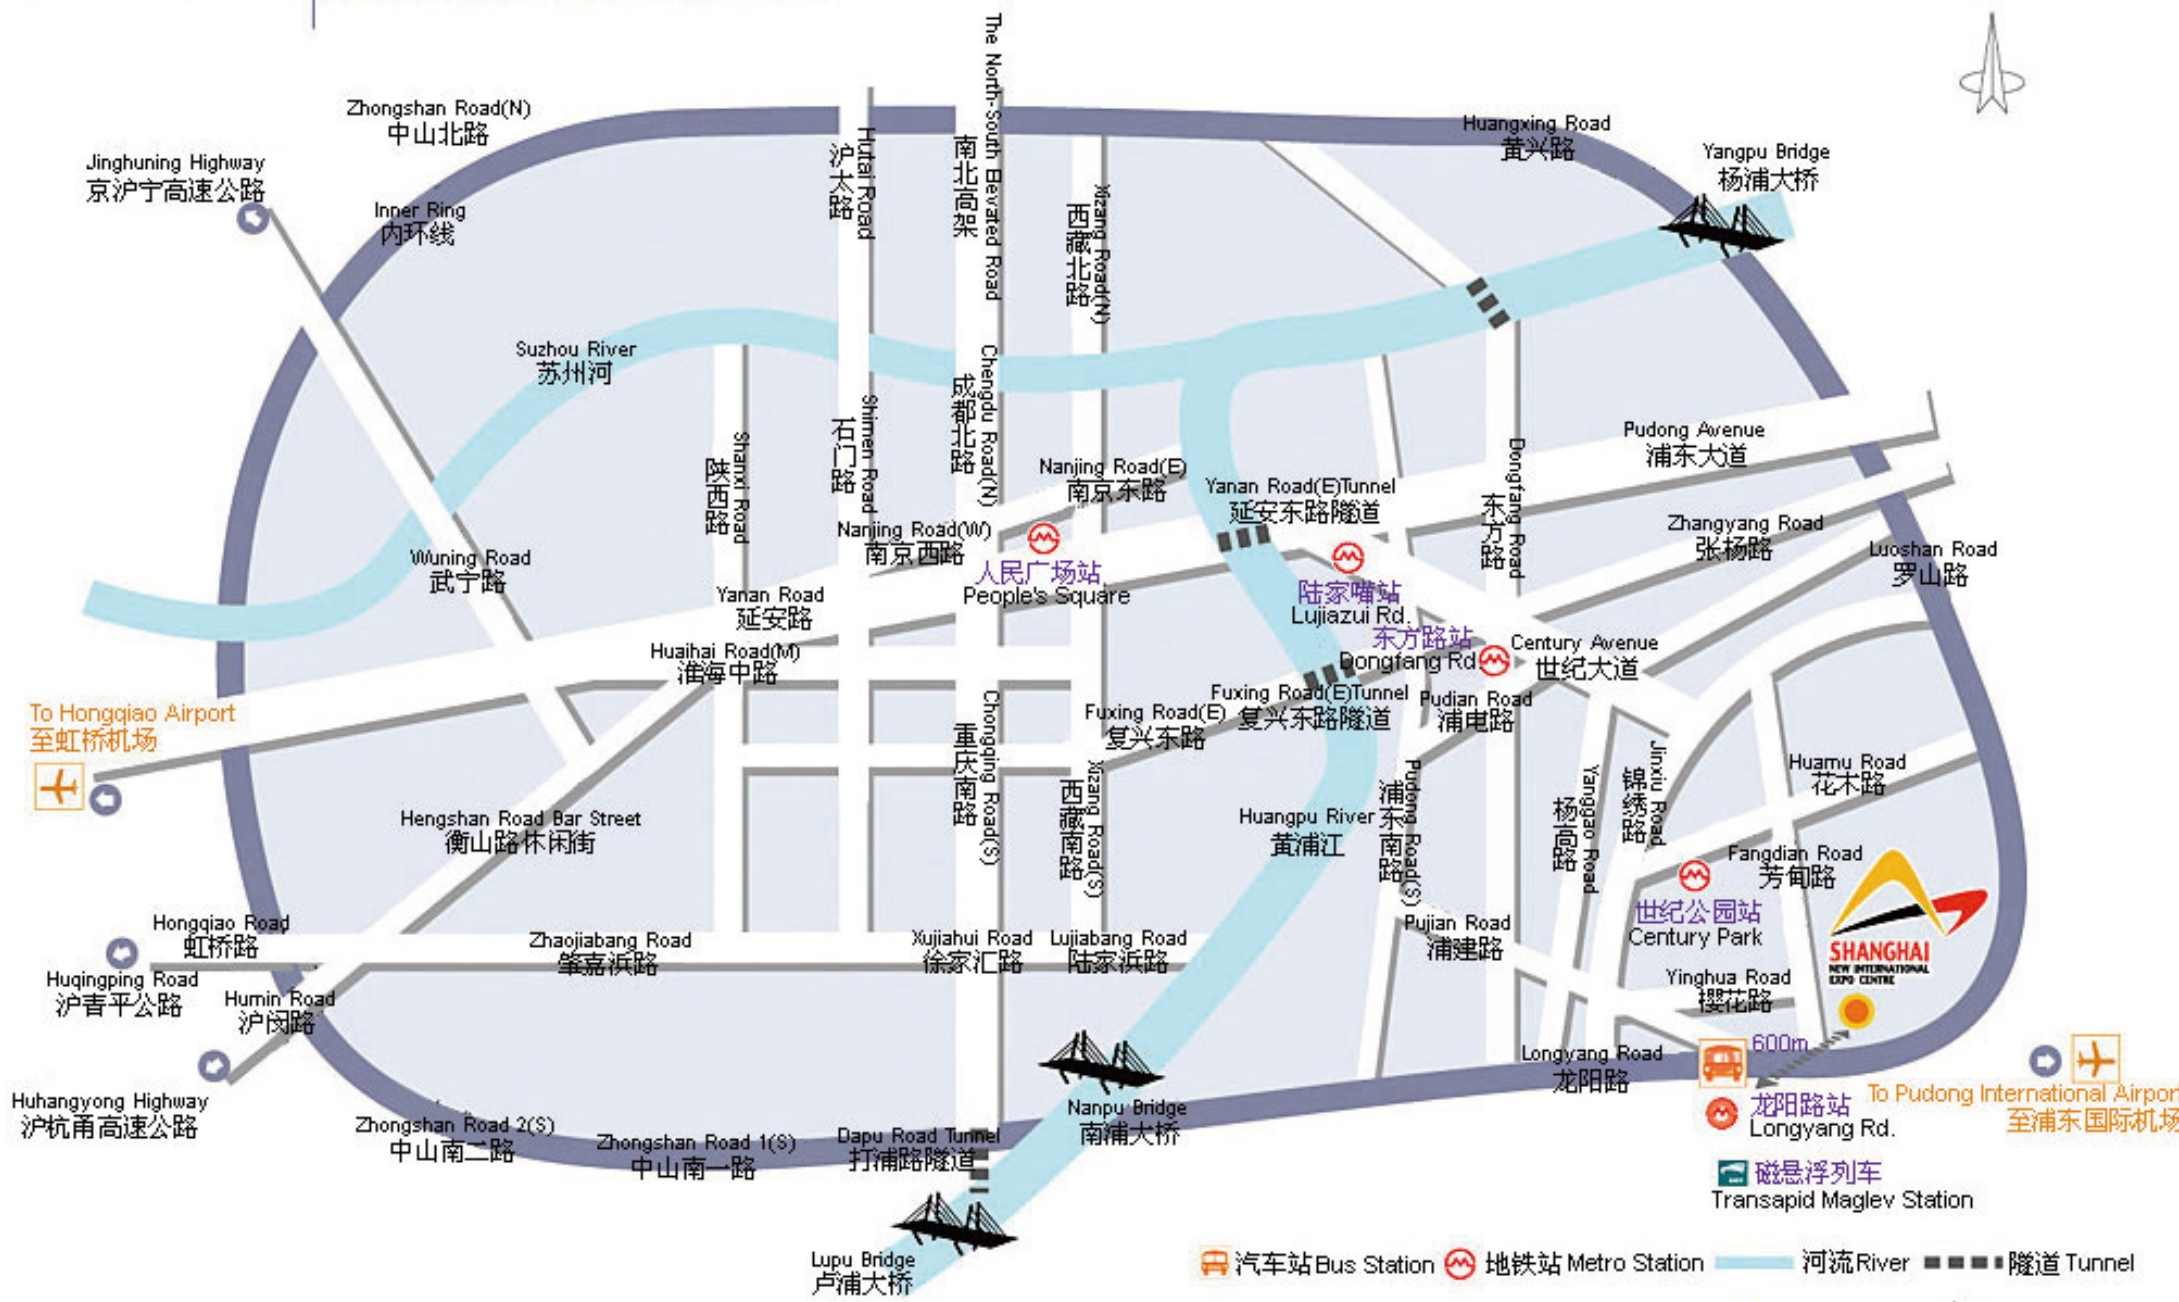 The North-South Elevated Road
南北高架
Zhongshan Road(N)
中山北路
Huangxing Road
黄兴路
Yangpu Bridge
杨浦大桥
Jinghuning Highway
京沪宁高速公路
Inner Ring
内环线
Hutai Road
沪太路
Xizang Road(N)
西藏北路
Suzhou River
苏州河
Shanxi Road
陕西路
Shimen Road
石门路
Chengdu Road(N)
成都北路
Nanjing Road(E)
南京东路
Yanan Road(E)Tunnel
延安东路隧道
Dongfang Road
东方路
Pudong Avenue
浦东大道
Nanjing Road(W)
南京西路
Zhangyang Road
张杨路
Luoshan Road
罗山路
Wuning Road
武宁路
人民广场站
People's Square
陆家嘴站
Lujiazui Rd.
Yanan Road
延安路
东方路站
Dongfang Rd.
Century Avenue
世纪大道
Huaihai Road(M)
淮海中路
To Hongqiao Airport
至虹桥机场
Chongqing Road(S)
重庆南路
Fuxing Road(E)
复兴东路
Fuxing Road(E)Tunnel
复兴东路隧道
Pudian Road
浦电路
Xizang Road(S)
西藏南路
Huangpu River
黄浦江
Pudong Road(S)
浦东南路
Yanggao Road
杨高路
Jinxiu Road
锦绣路
Huamu Road
花木路
Hengshan Road Bar Street
衡山路休闲街
Fangdian Road
芳甸路
世纪公园站
Century Park
SHANGHAI
NEW INTERNATIONAL
EXPO CENTRE
Hongqiao Road
虹桥路
Zhaojiabang Road
肇嘉浜路
Xujiahui Road
徐家汇路
Lujiabang Road
陆家浜路
Pujian Road
浦建路
Huqingping Road
沪青平公路
Humin Road
沪闵路
Yinghua Road
樱花路
600m
Longyang Road
龙阳路
Huhangyong Highway
沪杭甬高速公路
Zhongshan Road 2(S)
中山南二路
Zhongshan Road 1(S)
中山南一路
Dapu Road Tunnel
打浦路隧道
Nanpu Bridge
南浦大桥
龙阳路站
Longyang Rd.
To Pudong International Airport
至浦东国际机场
磁悬浮列车
Transapid Maglev Station
Lupu Bridge
卢浦大桥
汽车站Bus Station 地铁站 Metro Station 河流River 隧道Tunnel